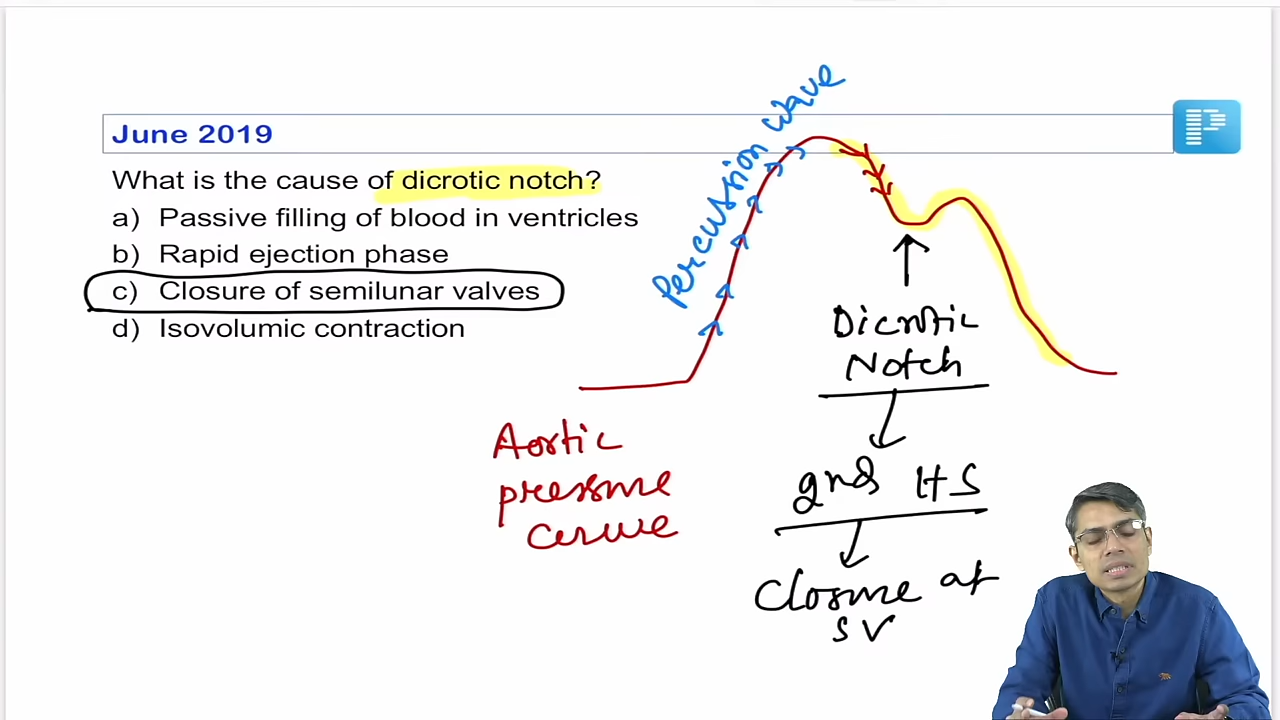 June 2019
What is the cause of dicrotic notch?
a) Passive filling of blood in ventricles
b) Rapid ejection phase
c) Closure of semilunar valves
d) Isovolumic contraction
Percussion wave
Dicrotic
Notch
2nd HS
Closure of
SV
Aortic
pressure
curve